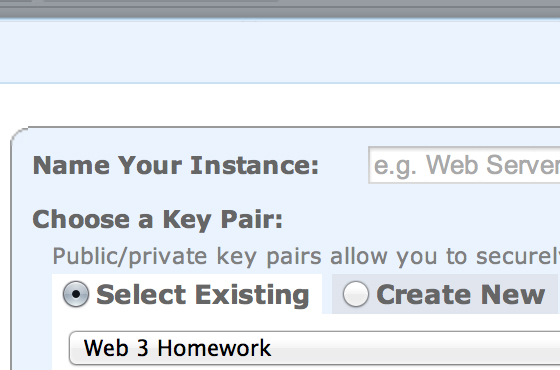 Name Your Instance: e.g. Web Server
Choose a Key Pair:
Public/private key pairs allow you to securely
Select Existing Create New
Web 3 Homework